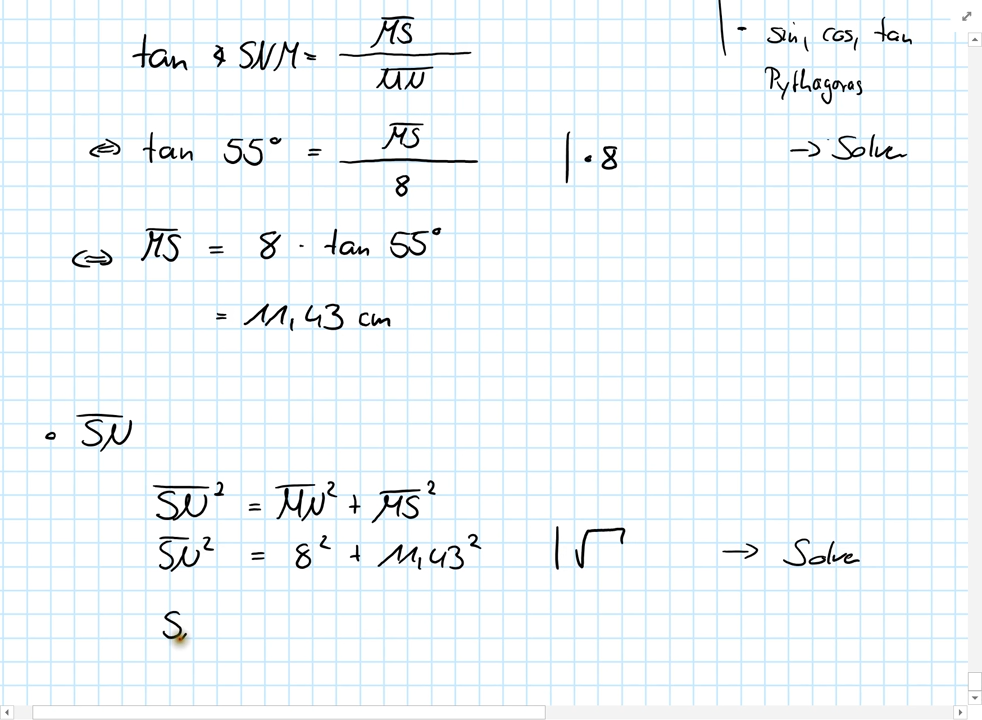 tan ∢ SNM = MS / MN
· sin, cos, tan
Pythagoras
⇔ tan 55° = MS / 8 | · 8
→ Solver
⇔ MS = 8 · tan 55°
= 11,43 cm
∘ SN
SN² = MN² + MS²
SN² = 8² + 11,43² | √
→ Solve
S